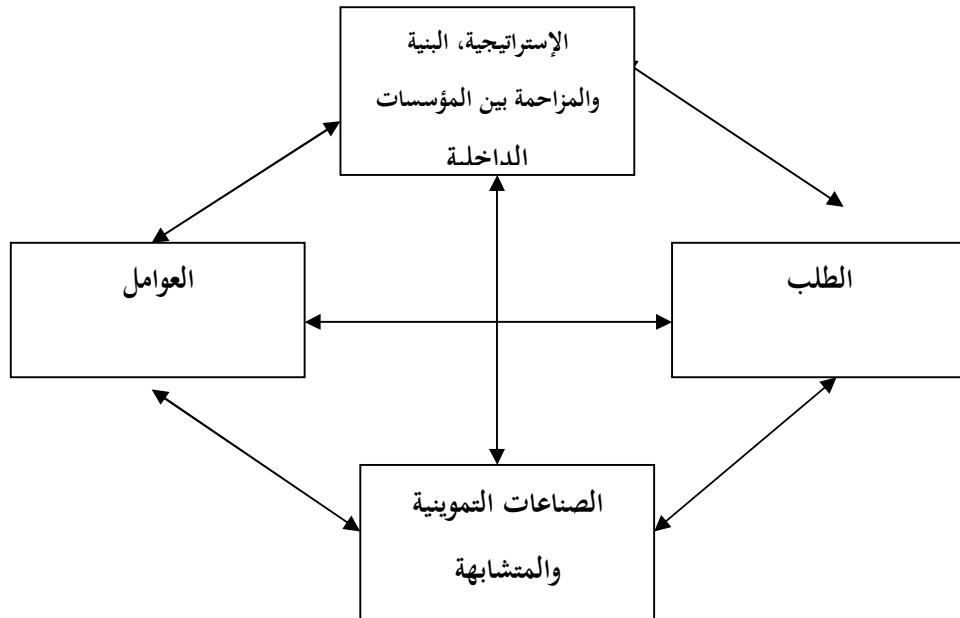 الإستراتيجية، البنية
والمزاحمة بين المؤسسات
الداخلية
العوامل
الطلب
الصناعات التموينية
والمتشابهة